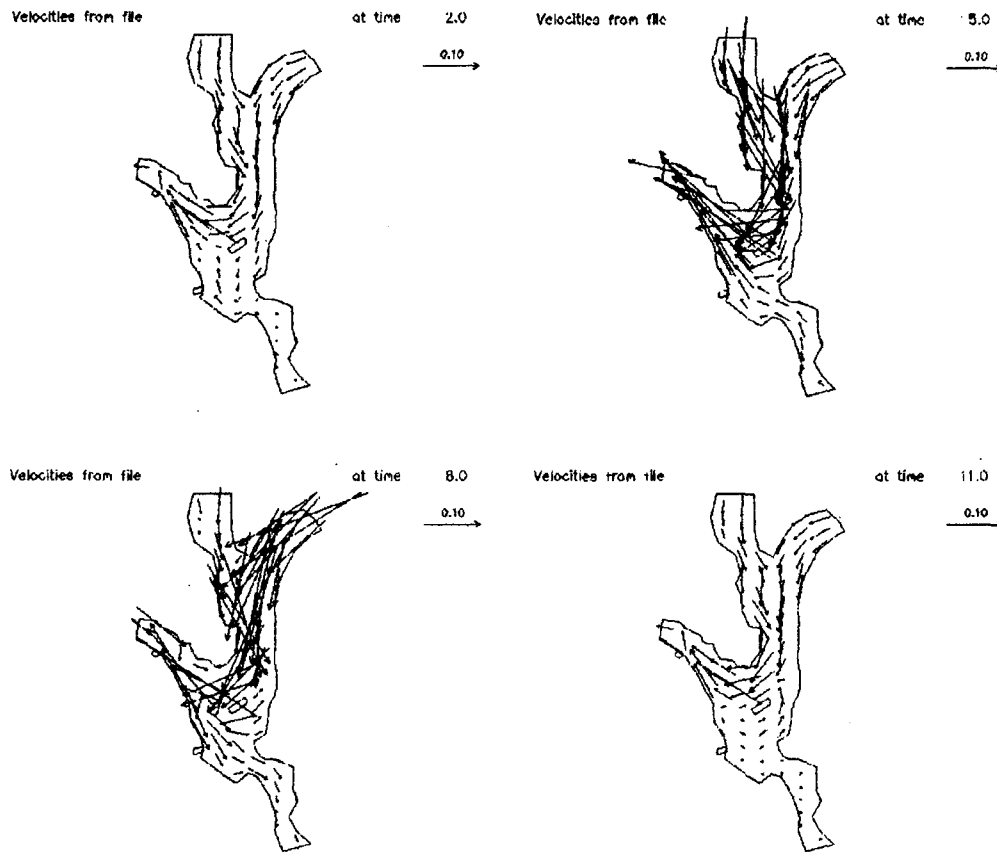 Velocities from file at time 2.0
0.10
Velocities from file at time 5.0
0.10
Velocities from file at time 8.0
0.10
Velocities from file at time 11.0
0.10